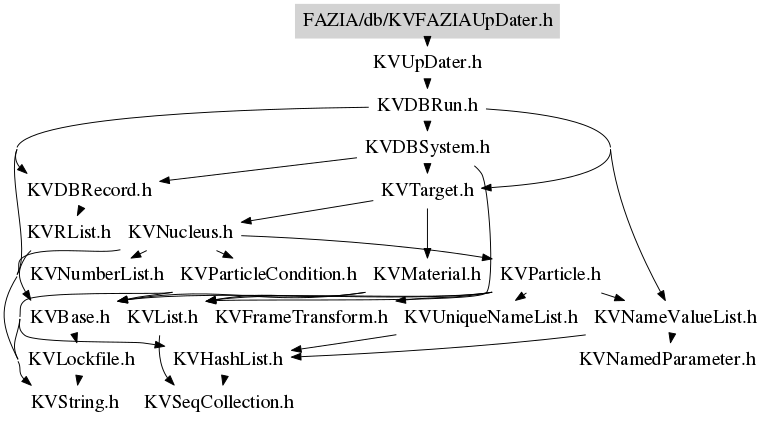 FAZIA/db/KVFAZIAUpDater.h
KVUpDater.h
KVDBRun.h
KVDBSystem.h
KVDBRecord.h
KVTarget.h
KVRList.h
KVNucleus.h
KVNumberList.h
KVParticleCondition.h
KVMaterial.h
KVParticle.h
KVBase.h
KVList.h
KVFrameTransform.h
KVUniqueNameList.h
KVNameValueList.h
KVLockfile.h
KVHashList.h
KVNamedParameter.h
KVString.h
KVSeqCollection.h